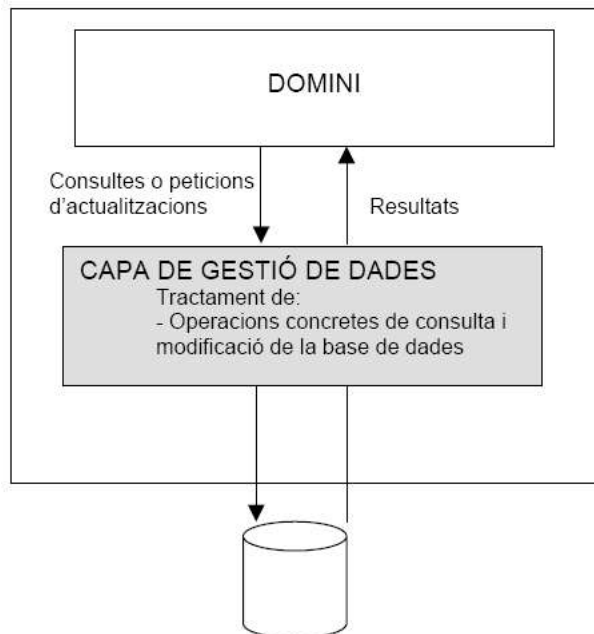 DOMINI
Consultes o peticions
d'actualitzacions
Resultats
CAPA DE GESTIÓ DE DADES
Tractament de:
- Operacions concretes de consulta i
modificació de la base de dades